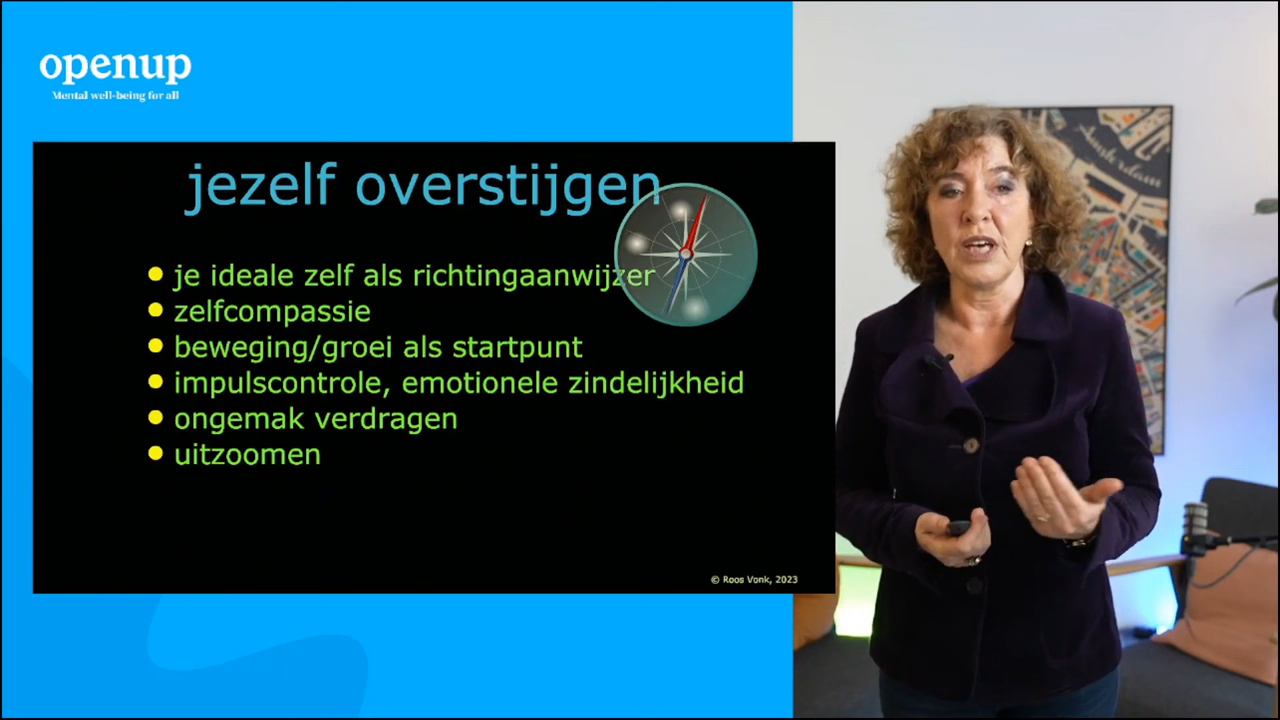 openup
Mental well-being for all
jezelf overstijgen
je ideale zelf als richtingaanwijzer
zelfcompassie
beweging/groei als startpunt
impulscontrole, emotionele zindelijkheid
ongemak verdragen
uitzoomen
© Roos Vonk, 2023
Amsterdam